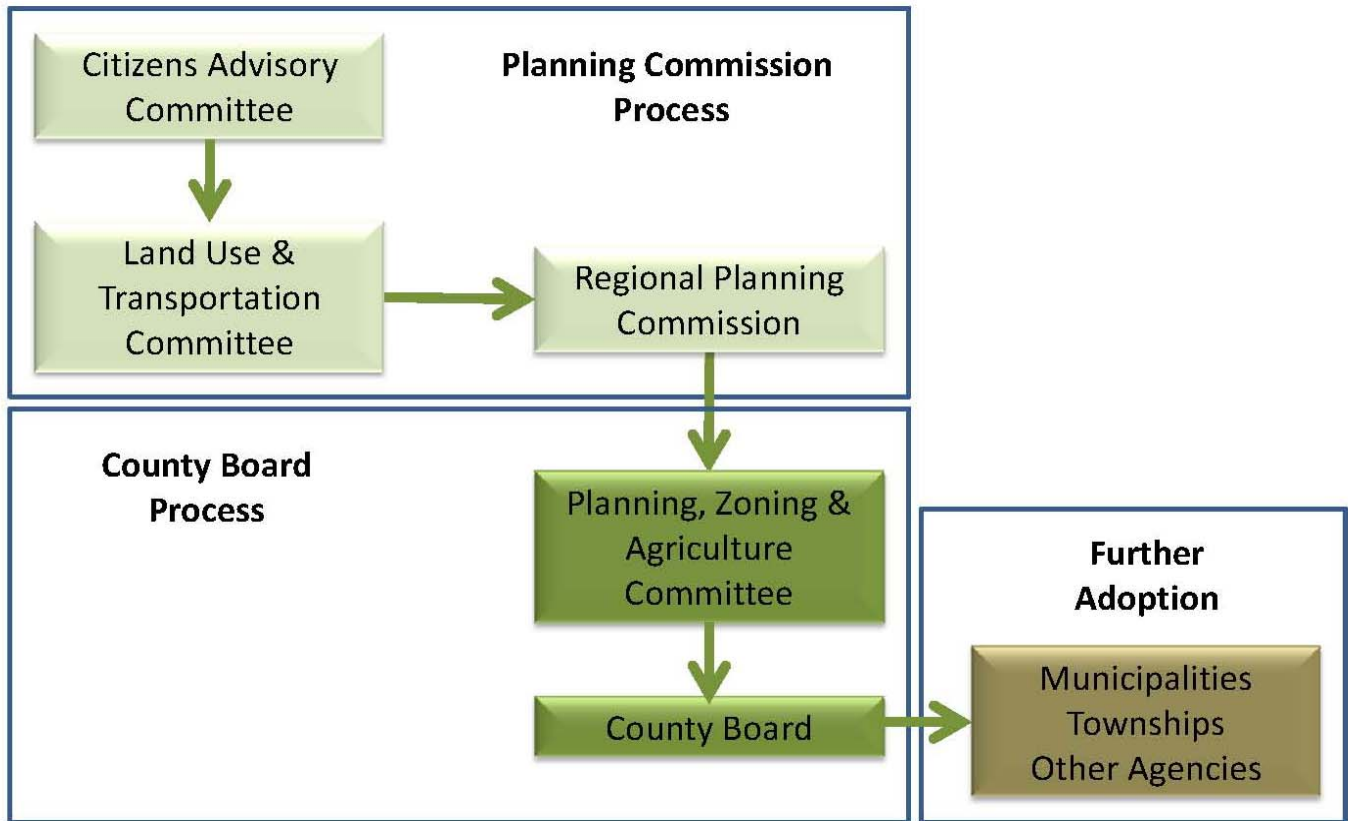 Citizens Advisory
Committee
Planning Commission
Process
Land Use &
Transportation
Committee
Regional Planning
Commission
County Board
Process
Planning, Zoning &
Agriculture
Committee
County Board
Further
Adoption
Municipalities
Townships
Other Agencies